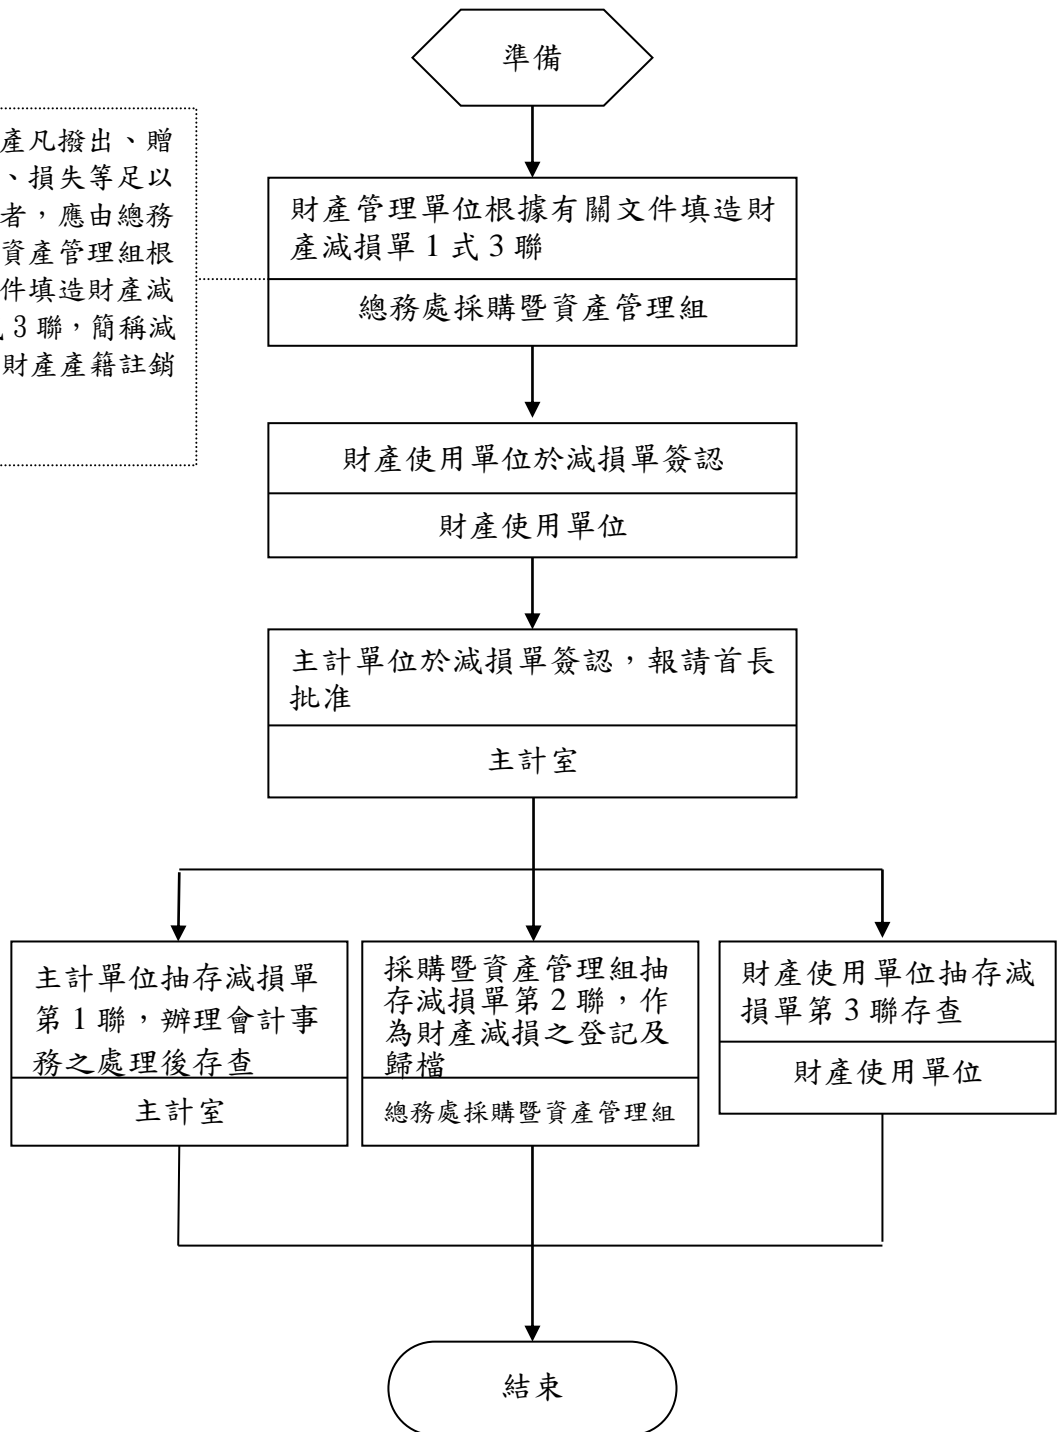 準備
產凡撥出、贈
、損失等足以
者，應由總務
資產管理組根
件填造財產減
3聯，簡稱減
財產產籍註銷
財產管理單位根據有關文件填造財
產減損單1式3聯
總務處採購暨資產管理組
財產使用單位於減損單簽認
財產使用單位
主計單位於減損單簽認，報請首長
批准
主計室
主計單位抽存減損單
第1聯，辦理會計事
務之處理後存查
主計室
採購暨資產管理組抽
存減損單第2聯，作
為財產減損之登記及
歸檔
總務處採購暨資產管理組
財產使用單位抽存減
損單第3聯存查
財產使用單位
結束